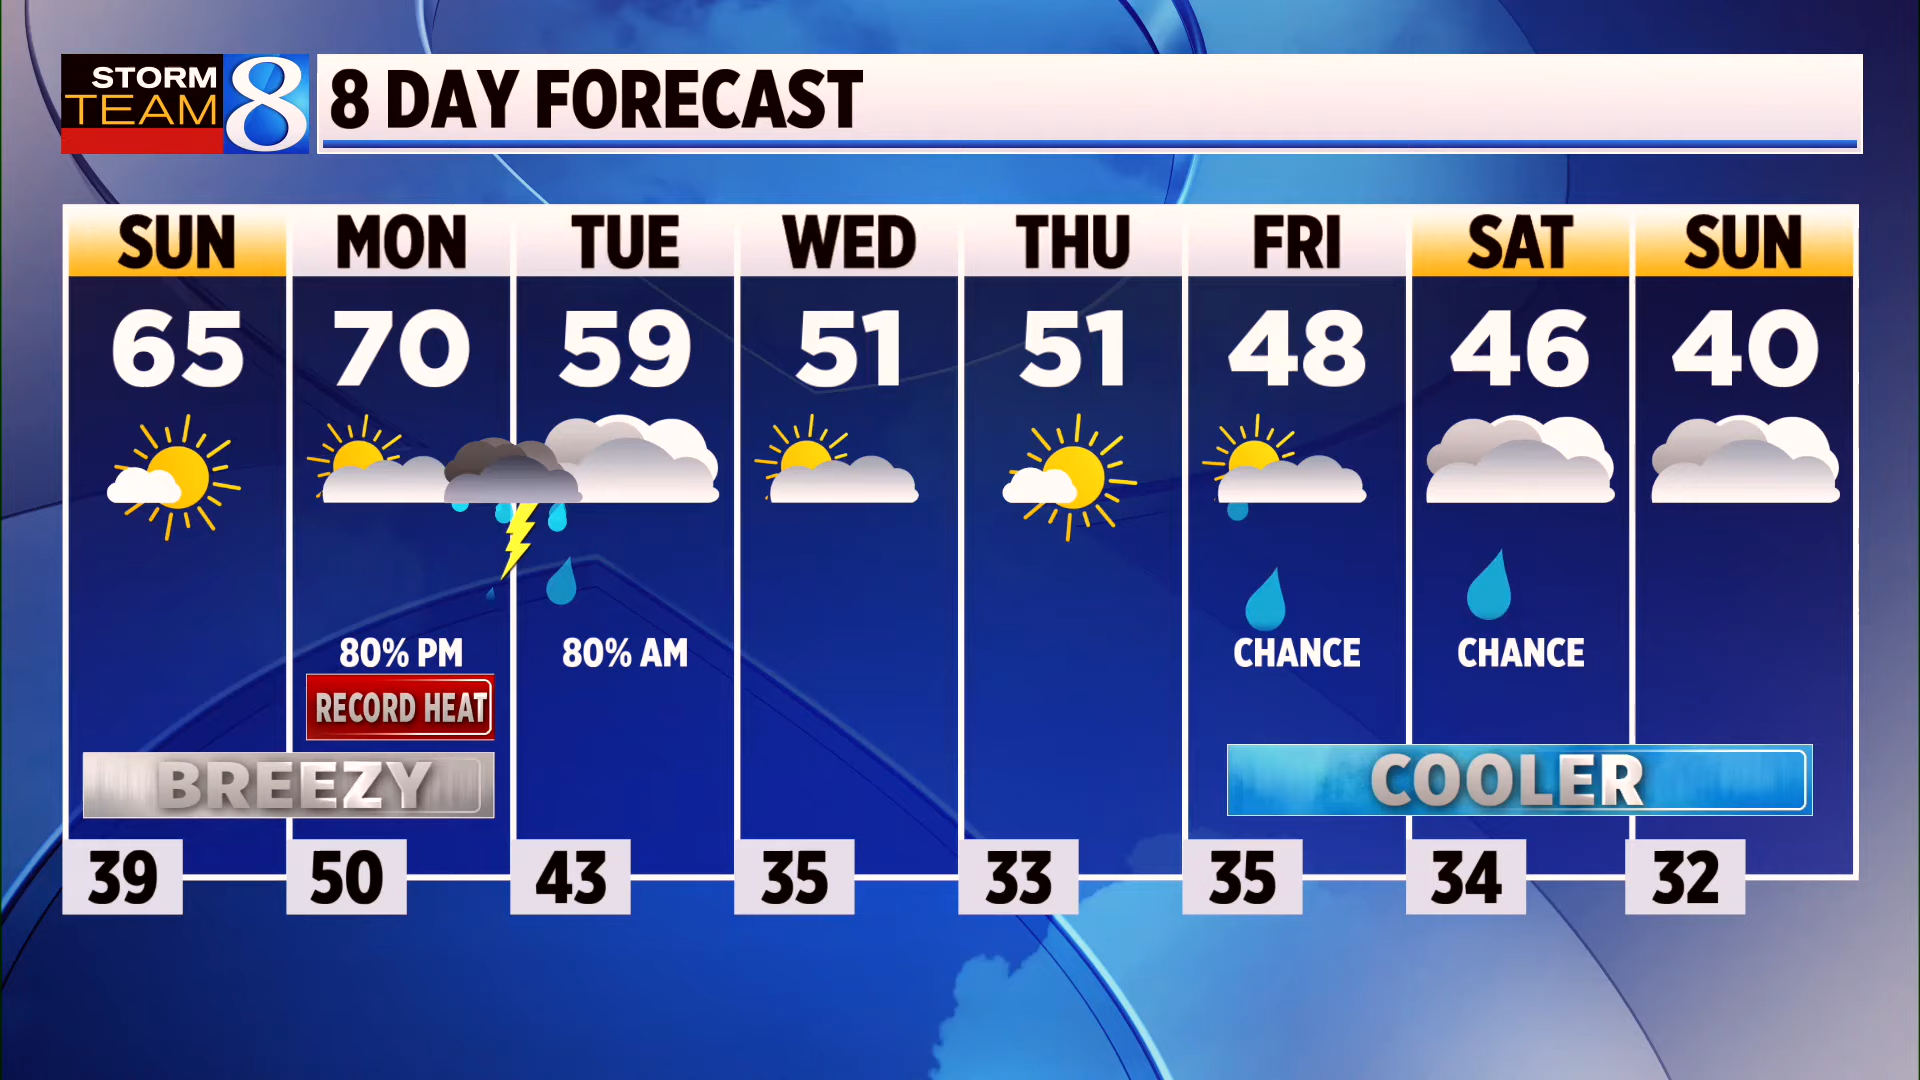 STORM
TEAM
8
8 DAY FORECAST
SUN MON TUE WED THU FRI SAT SUN
65 70 59 51 51 48 46 40
80% PM 80% AM CHANCE CHANCE
RECORD HEAT
BREEZY COOLER
39 50 43 35 33 35 34 32